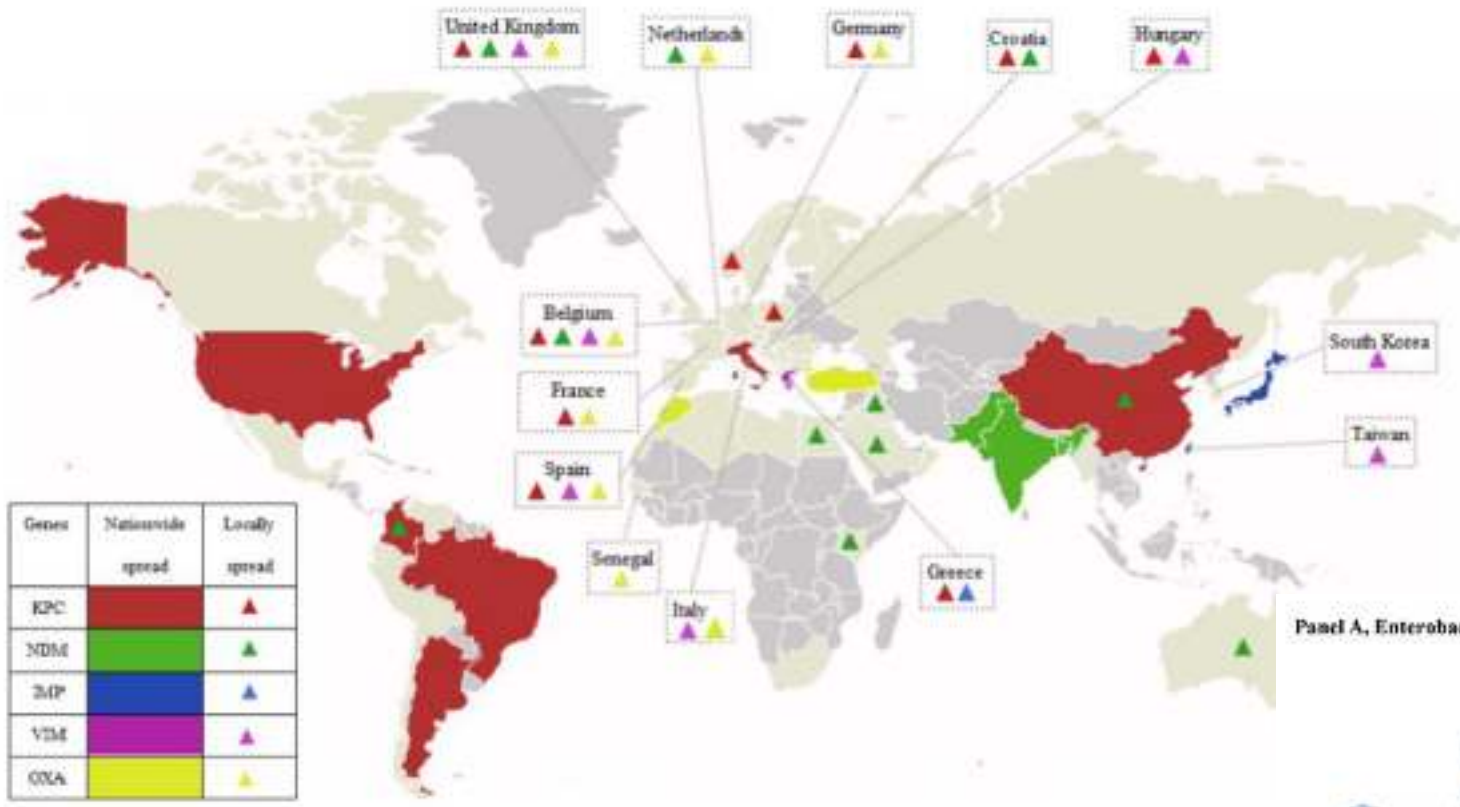 United Kingdom
Netherlands
Germany
Croatia
Hungary
Belgium
France
Spain
Senegal
Italy
Greece
South Korea
Taiwan
Genes Nationwide spread Locally spread
KPC
NDM
IMP
VIM
OXA
Panel A, Enteroba